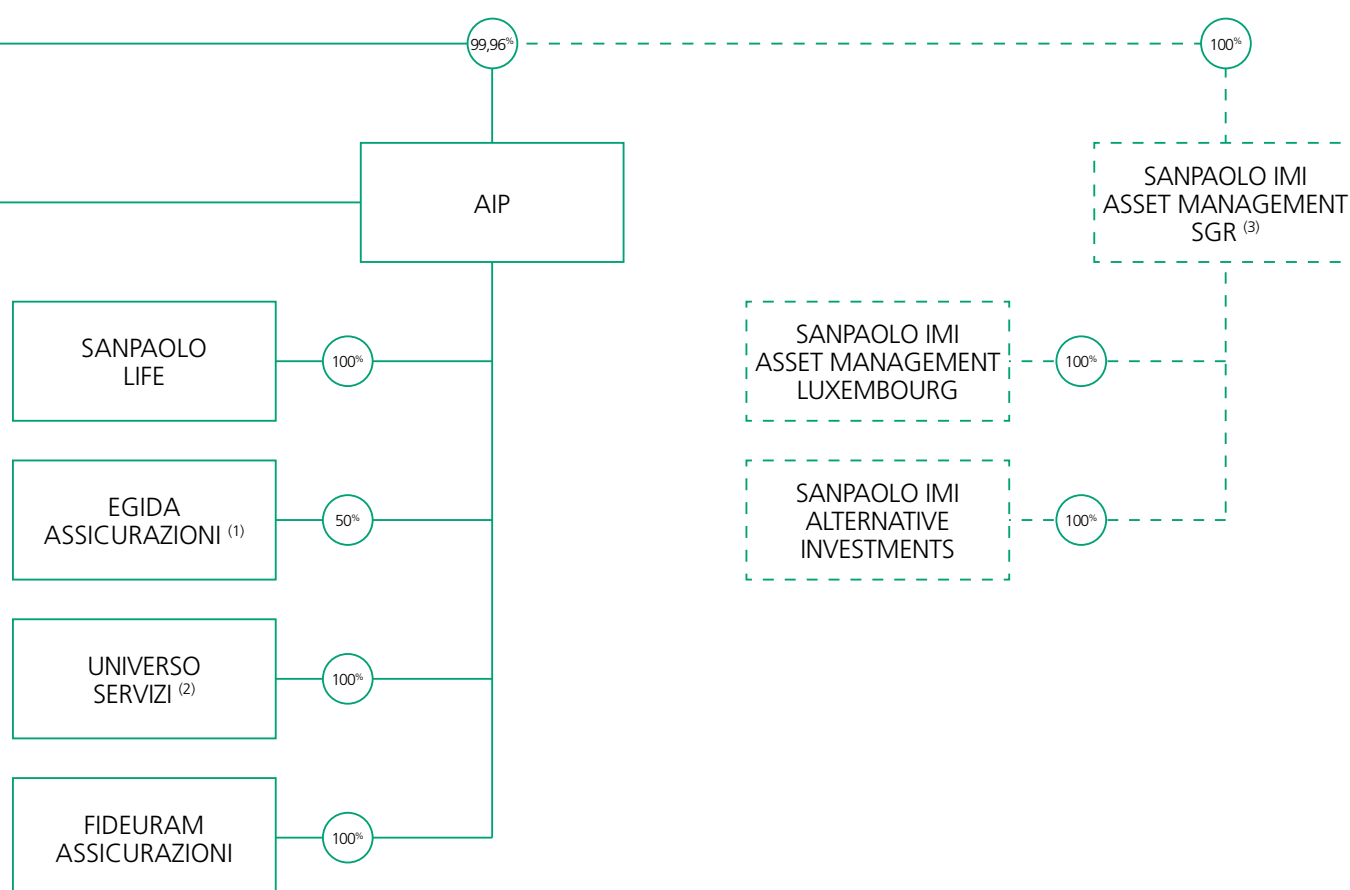 99,96%
100%
AIP
SANPAOLO IMI
ASSET MANAGEMENT
SGR (3)
SANPAOLO
LIFE
100%
SANPAOLO IMI
ASSET MANAGEMENT
LUXEMBOURG
100%
EGIDA
ASSICURAZIONI (1)
50%
SANPAOLO IMI
ALTERNATIVE
INVESTMENTS
100%
UNIVERSO
SERVIZI (2)
100%
FIDEURAM
ASSICURAZIONI
100%